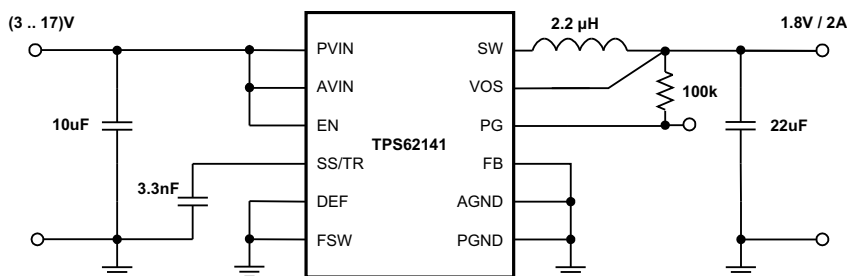 (3 .. 17)V
2.2 µH
1.8V / 2A
PVIN
SW
AVIN
VOS
100k
10uF
EN
PG
22uF
TPS62141
SS/TR
FB
3.3nF
DEF
AGND
FSW
PGND